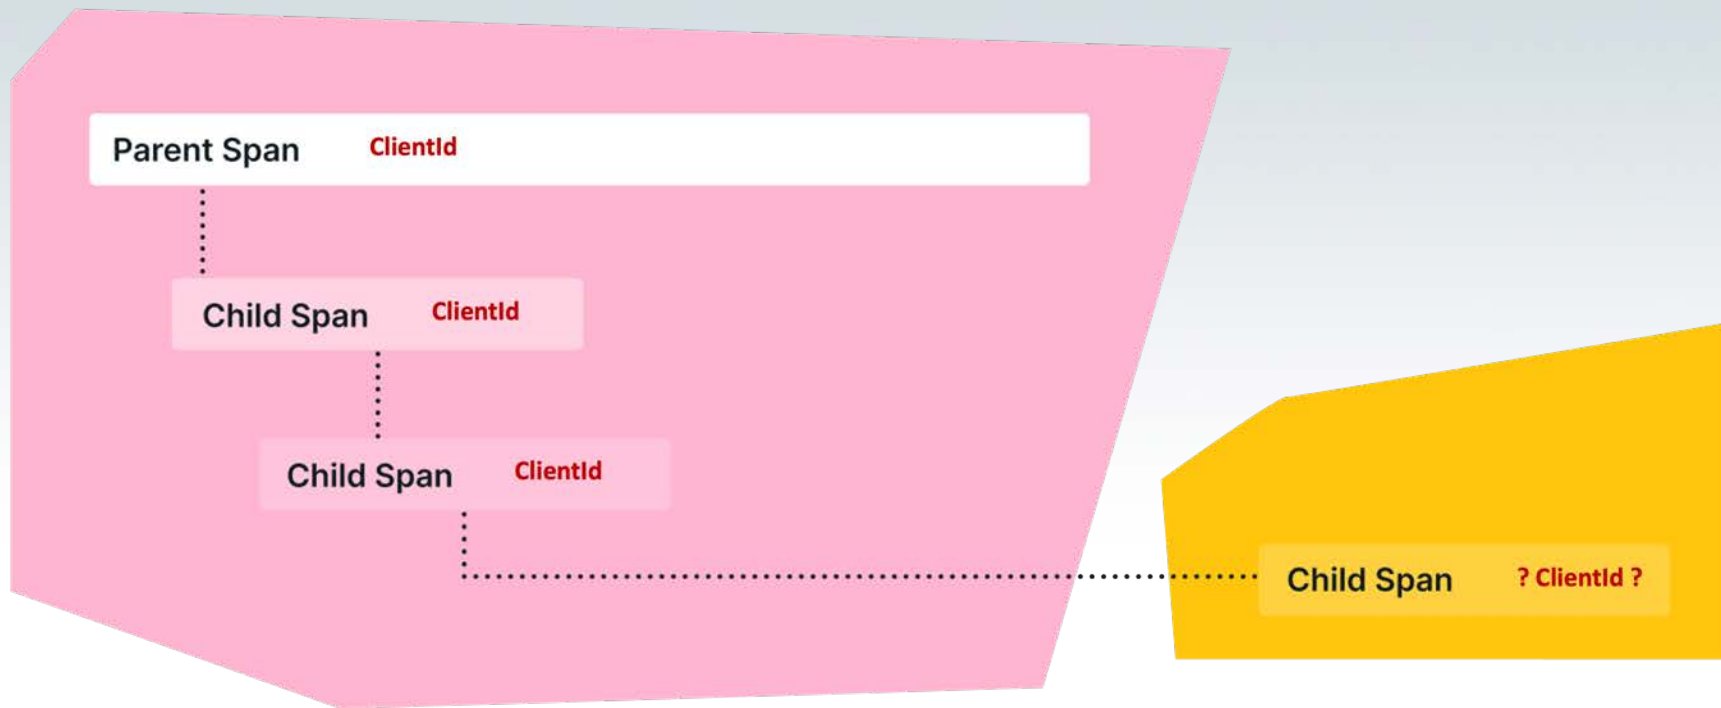 Parent Span ClientId
Child Span ClientId
Child Span ClientId
Child Span ? ClientId ?